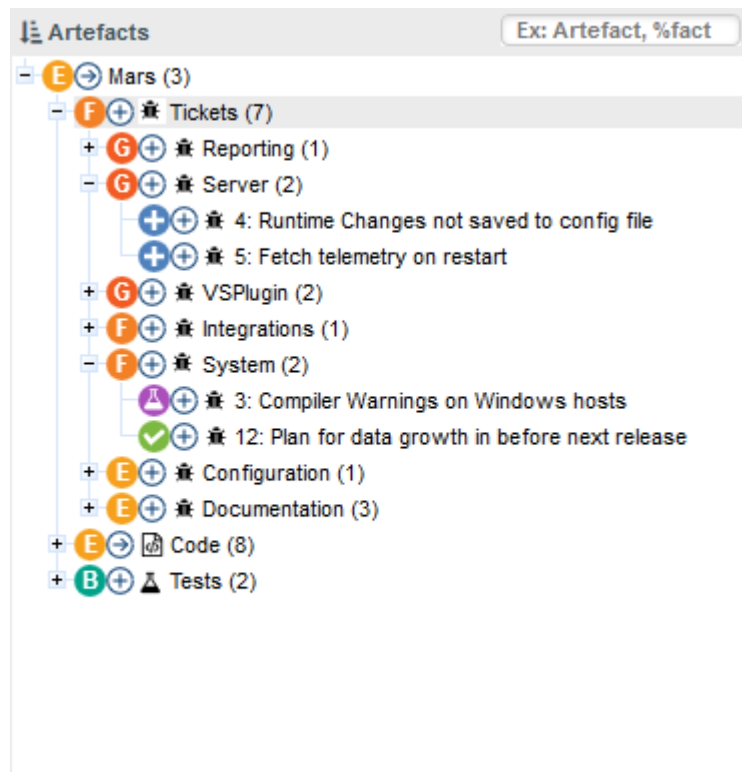 Artefacts Ex: Artefact, %fact
E Mars (3)
F Tickets (7)
G Reporting (1)
G Server (2)
4: Runtime Changes not saved to config file
5: Fetch telemetry on restart
G VSPlugin (2)
F Integrations (1)
F System (2)
3: Compiler Warnings on Windows hosts
12: Plan for data growth in before next release
E Configuration (1)
E Documentation (3)
E Code (8)
B Tests (2)